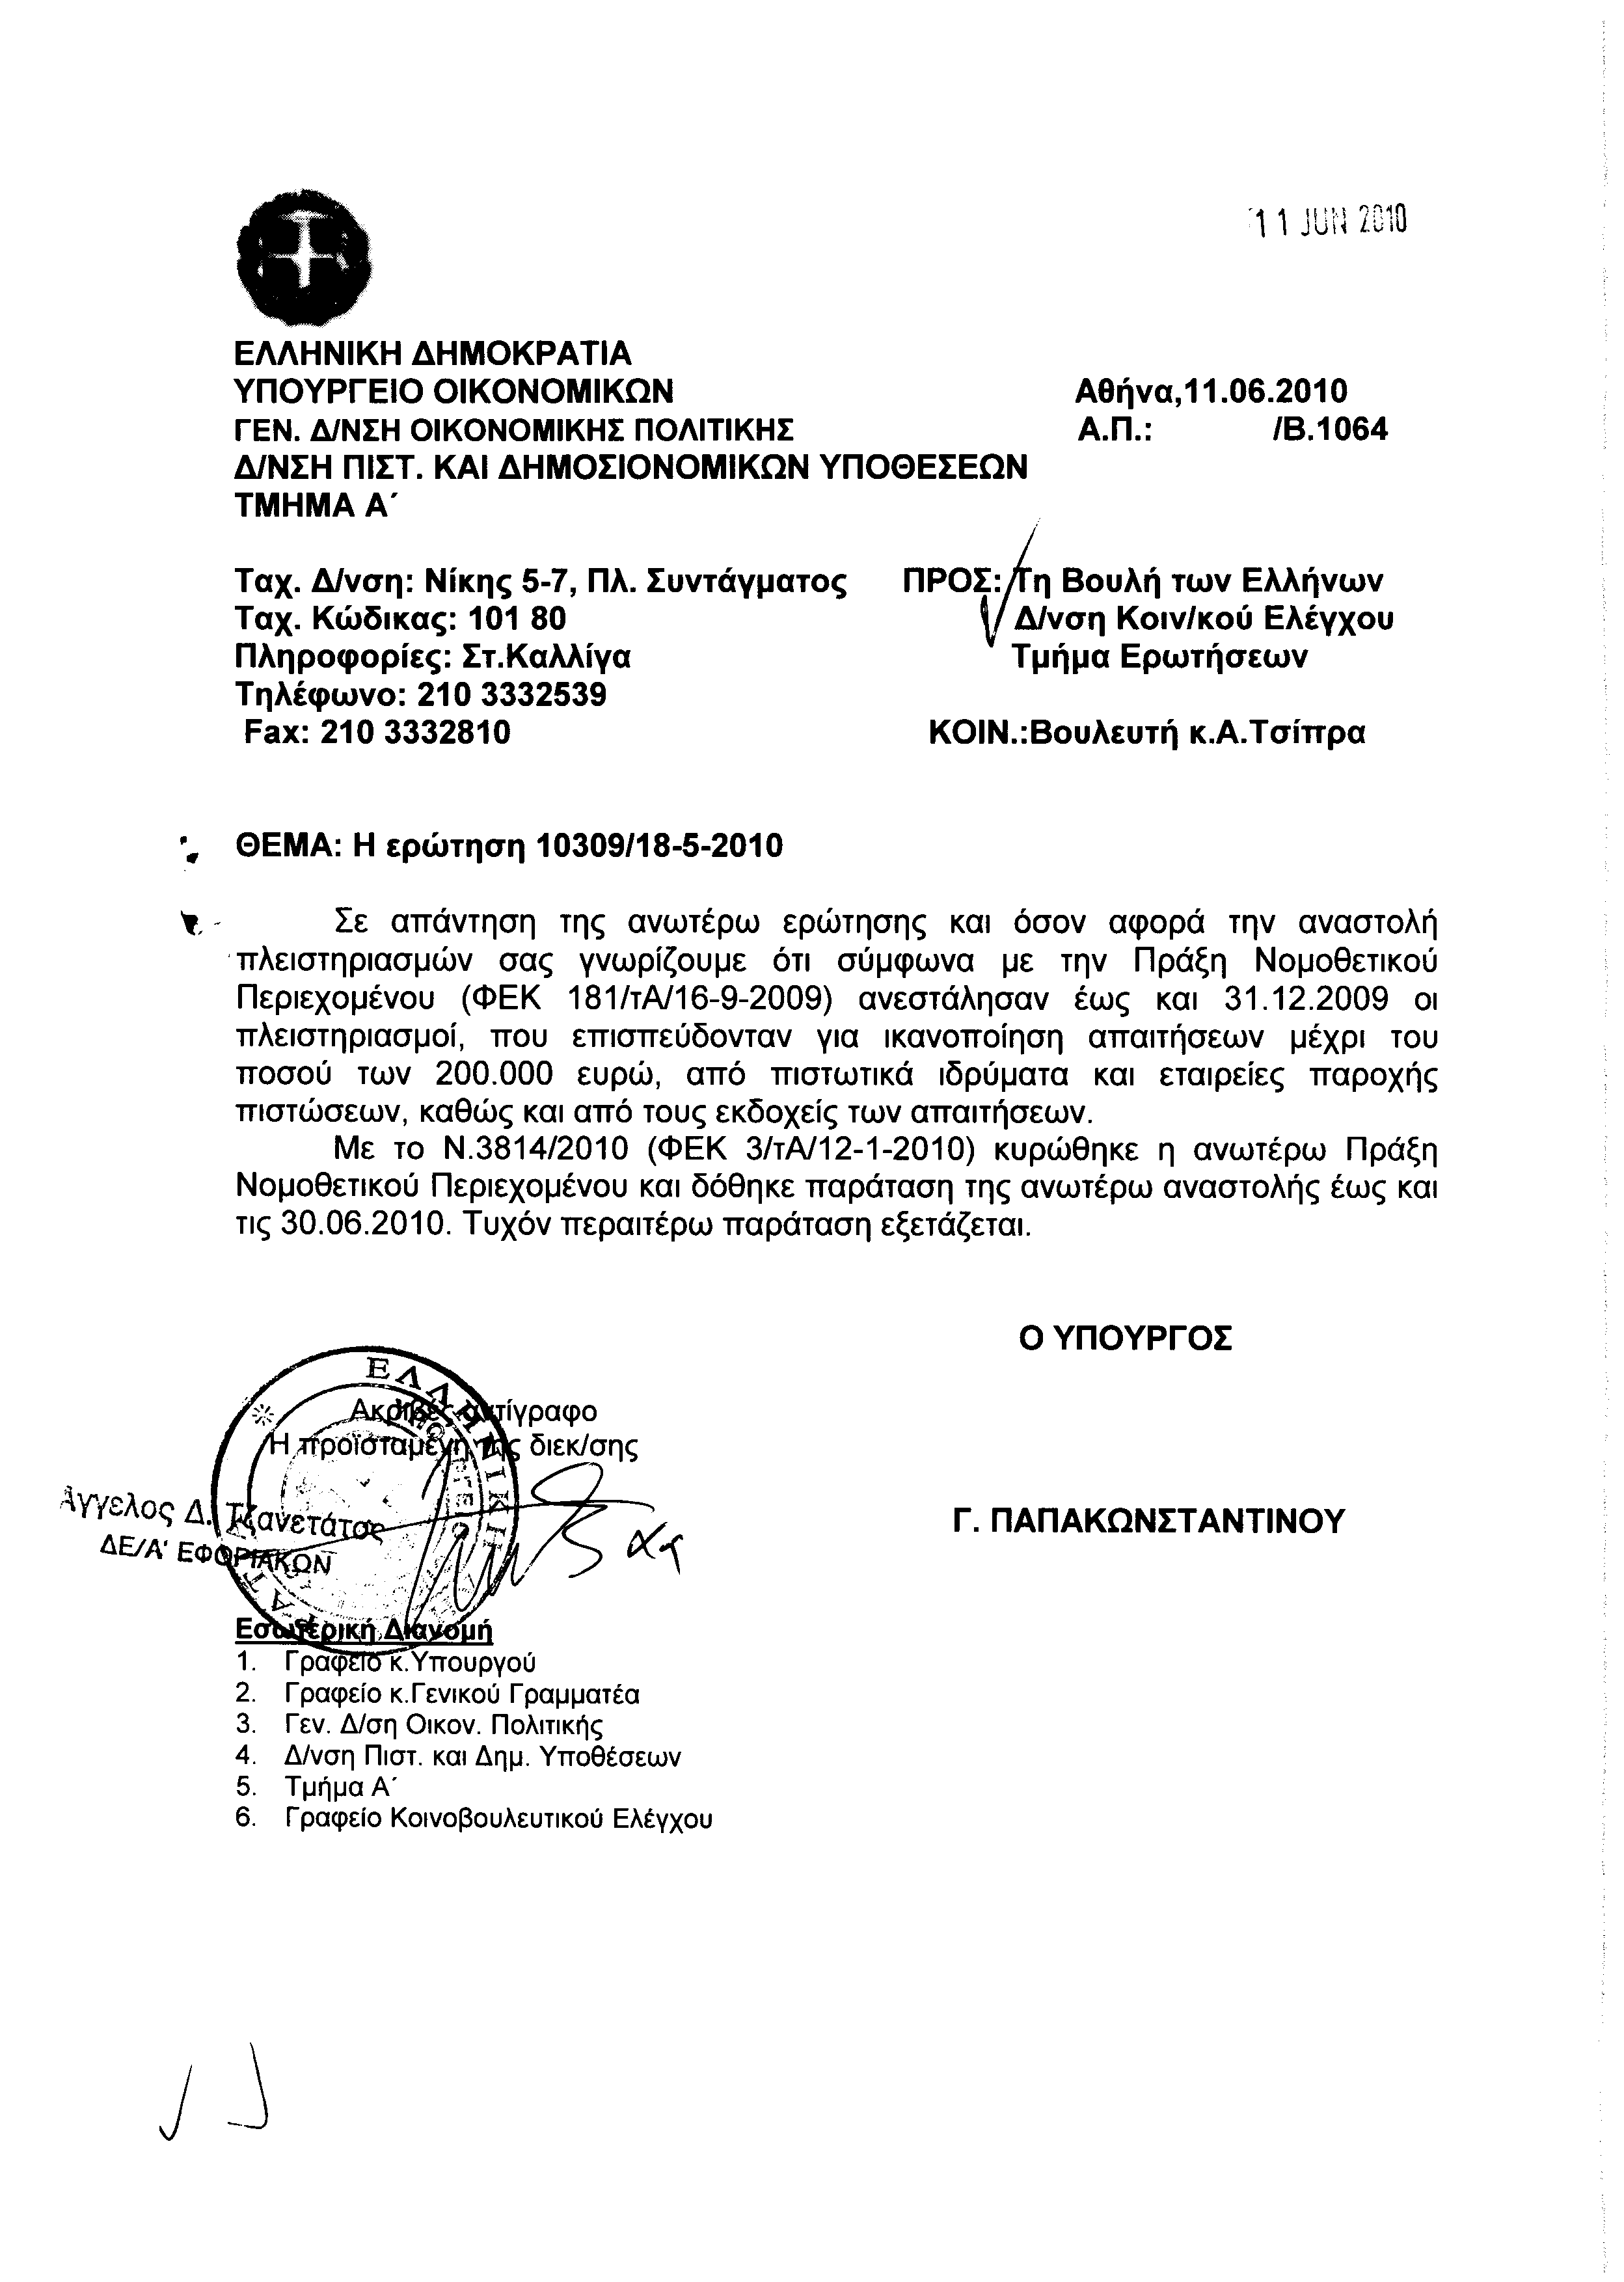 11 JUN 2010
ΕΛΛΗΝΙΚΗ ΔΗΜΟΚΡΑΤΙΑ
ΥΠΟΥΡΓΕΙΟ ΟΙΚΟΝΟΜΙΚΩΝ
ΓΕΝ. Δ/ΝΣΗ ΟΙΚΟΝΟΜΙΚΗΣ ΠΟΛΙΤΙΚΗΣ
Δ/ΝΣΗ ΠΙΣΤ. ΚΑΙ ΔΗΜΟΣΙΟΝΟΜΙΚΩΝ ΥΠΟΘΕΣΕΩΝ
ΤΜΗΜΑ Α΄
Αθήνα,11.06.2010
Α.Π.: /Β.1064
Ταχ. Δ/νση: Νίκης 5-7, Πλ. Συντάγματος
Ταχ. Κώδικας: 101 80
Πληροφορίες: Στ.Καλλίγα
Τηλέφωνο: 210 3332539
Fax: 210 3332810
ΠΡΟΣ: Τη Βουλή των Ελλήνων
Δ/νση Κοιν/κού Ελέγχου
Τμήμα Ερωτήσεων
ΚΟΙΝ.:Βουλευτή κ.Α.Τσίπρα
ΘΕΜΑ: Η ερώτηση 10309/18-5-2010
Σε απάντηση της ανωτέρω ερώτησης και όσον αφορά την αναστολή
πλειστηριασμών σας γνωρίζουμε ότι σύμφωνα με την Πράξη Νομοθετικού
Περιεχομένου (ΦΕΚ 181/τΑ/16-9-2009) ανεστάλησαν έως και 31.12.2009 οι
πλειστηριασμοί, που επισπεύδονταν για ικανοποίηση απαιτήσεων μέχρι του
ποσού των 200.000 ευρώ, από πιστωτικά ιδρύματα και εταιρείες παροχής
πιστώσεων, καθώς και από τους εκδοχείς των απαιτήσεων.
Με το Ν.3814/2010 (ΦΕΚ 3/τΑ/12-1-2010) κυρώθηκε η ανωτέρω Πράξη
Νομοθετικού Περιεχομένου και δόθηκε παράταση της ανωτέρω αναστολής έως και
τις 30.06.2010. Τυχόν περαιτέρω παράταση εξετάζεται.
Ο ΥΠΟΥΡΓΟΣ
Γ. ΠΑΠΑΚΩΝΣΤΑΝΤΙΝΟΥ
Ακριβές αντίγραφο
Η προϊσταμένη της διεκ/σης
Άγγελος Δ. Τζανετάτος
ΔΕ/Α' ΕΦΟΡΙΑΚΩΝ
Εσωτερική Διανομή
1. Γραφείο κ.Υπουργού
2. Γραφείο κ.Γενικού Γραμματέα
3. Γεν. Δ/ση Οικον. Πολιτικής
4. Δ/νση Πιστ. και Δημ. Υποθέσεων
5. Τμήμα Α΄
6. Γραφείο Κοινοβουλευτικού Ελέγχου